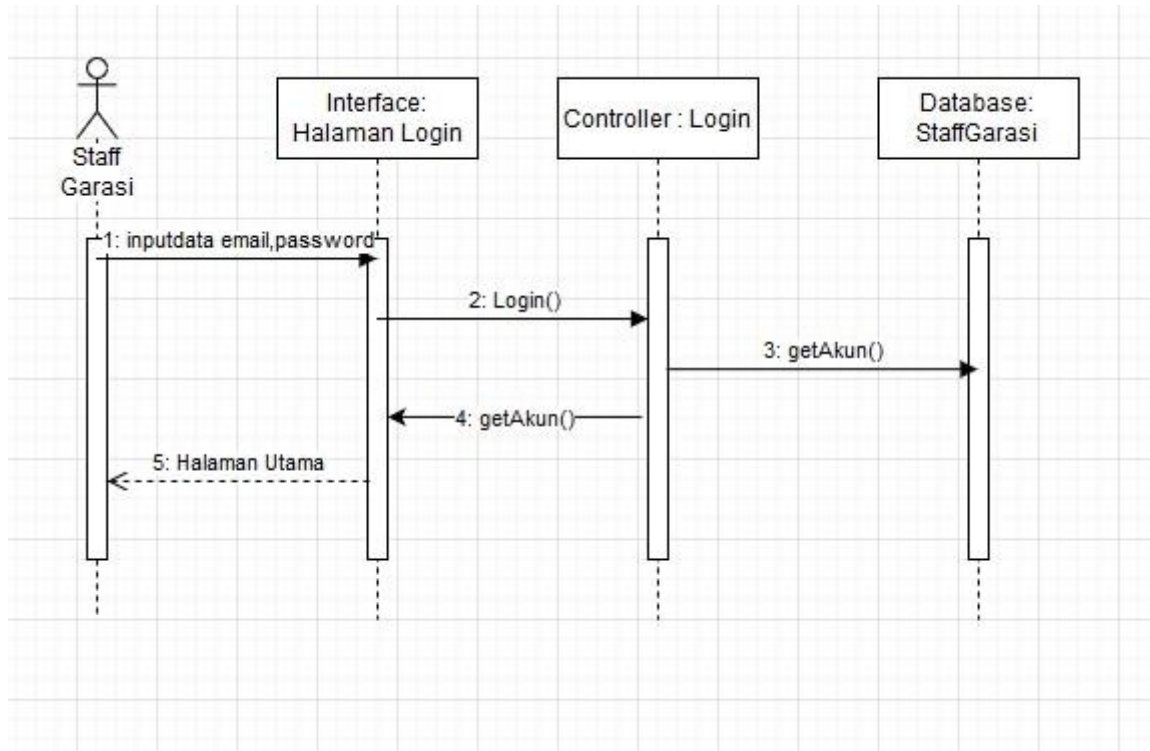 Staff
Garasi
Interface:
Halaman Login
Controller : Login
Database:
StaffGarasi
1: inputdata email,password
2: Login()
3: getAkun()
4: getAkun()
5: Halaman Utama